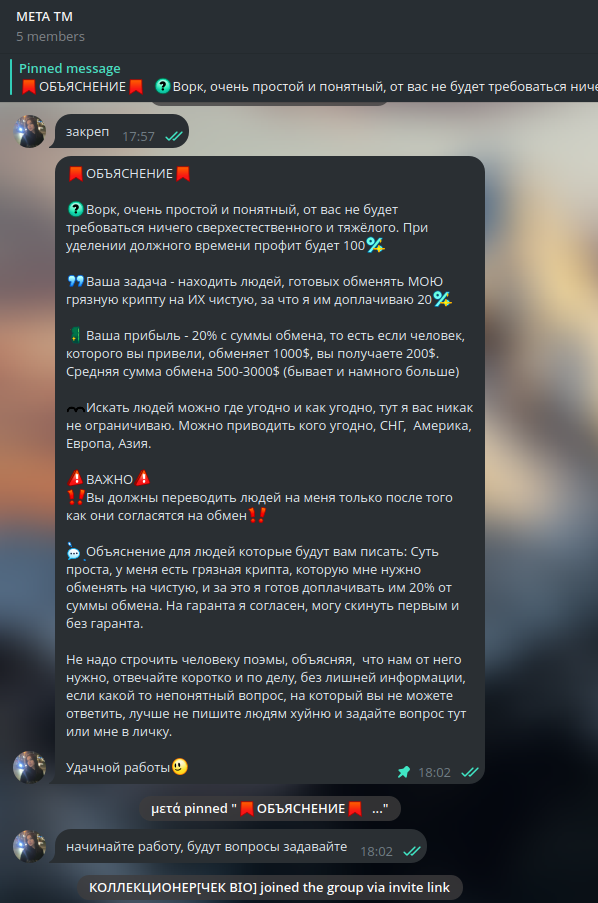 META TM
5 members
Pinned message
ОБЪЯСНЕНИЕ Ворк, очень простой и понятный, от вас не будет требоваться ниче
закреп 17:57
ОБЪЯСНЕНИЕ
Ворк, очень простой и понятный, от вас не будет
требоваться ничего сверхестественного и тяжёлого. При
уделении должного времени профит будет 100%
Ваша задача - находить людей, готовых обменять МОЮ
грязную крипту на ИХ чистую, за что я им доплачиваю 20%
Ваша прибыль - 20% с суммы обмена, то есть если человек,
которого вы привели, обменяет 1000$, вы получаете 200$.
Средняя сумма обмена 500-3000$ (бывает и намного больше)
Искать людей можно где угодно и как угодно, тут я вас никак
не ограничиваю. Можно приводить кого угодно, СНГ, Америка,
Европа, Азия.
ВАЖНО
Вы должны переводить людей на меня только после того
как они согласятся на обмен
Объяснение для людей которые будут вам писать: Суть
проста, у меня есть грязная крипта, которую мне нужно
обменять на чистую, и за это я готов доплачивать им 20% от
суммы обмена. На гаранта я согласен, могу скинуть первым и
без гаранта.
Не надо строчить человеку поэмы, объясняя, что нам от него
нужно, отвечайте коротко и по делу, без лишней информации,
если какой то непонятный вопрос, на который вы не можете
ответить, лучше не пишите людям хуйню и задайте вопрос тут
или мне в личку.
Удачной работы
18:02
μετά pinned "ОБЪЯСНЕНИЕ ..."
начинайте работу, будут вопросы задавайте 18:02
КОЛЛЕКЦИОНЕР[ЧЕК BIO] joined the group via invite link